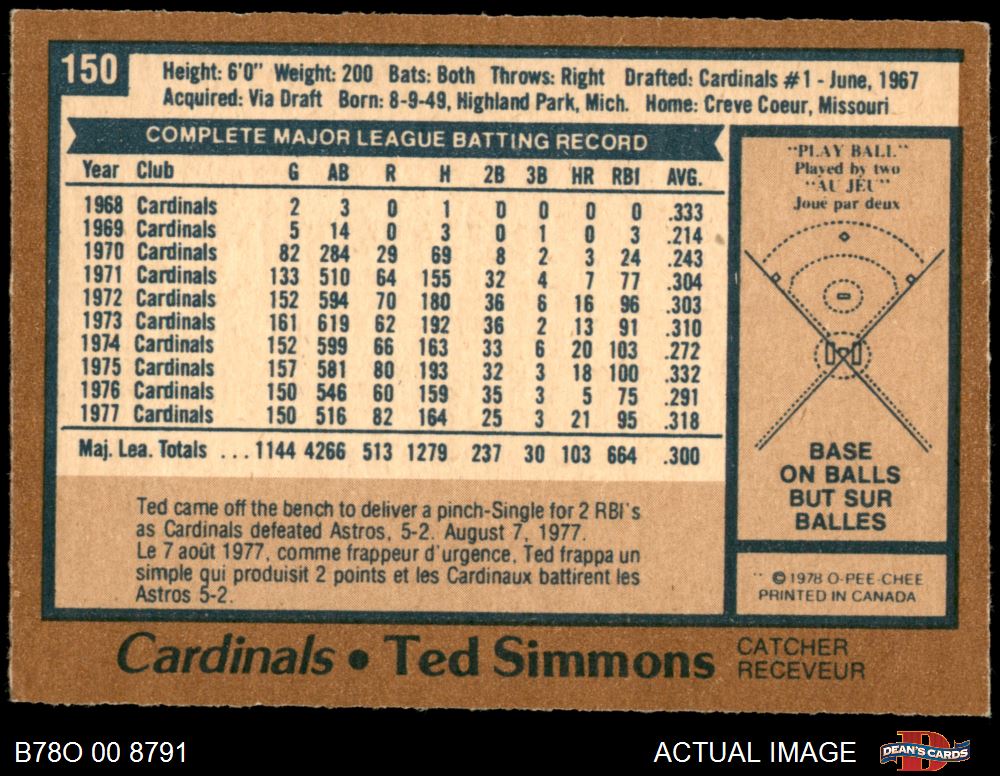 150
Height: 6'0" Weight: 200 Bats: Both Throws: Right Drafted: Cardinals #1 - June, 1967
Acquired: Via Draft Born: 8-9-49, Highland Park, Mich. Home: Creve Coeur, Missouri
COMPLETE MAJOR LEAGUE BATTING RECORD
Year Club G AB R H 2B 3B HR RBI AVG.
1968 Cardinals 2 3 0 1 0 0 0 0 .333
1969 Cardinals 5 14 0 3 0 1 0 3 .214
1970 Cardinals 82 284 29 69 8 2 3 24 .243
1971 Cardinals 133 510 64 155 32 4 7 77 .304
1972 Cardinals 152 594 70 180 36 6 16 96 .303
1973 Cardinals 161 619 62 192 36 2 13 91 .310
1974 Cardinals 152 599 66 163 33 6 20 103 .272
1975 Cardinals 157 581 80 193 32 3 18 100 .332
1976 Cardinals 150 546 60 159 35 3 5 75 .291
1977 Cardinals 150 516 82 164 25 3 21 95 .318
Maj. Lea. Totals ...1144 4266 513 1279 237 30 103 664 .300
Ted came off the bench to deliver a pinch-Single for 2 RBI's
as Cardinals defeated Astros, 5-2. August 7, 1977.
Le 7 août 1977, comme frappeur d'urgence, Ted frappa un
simple qui produisit 2 points et les Cardinaux battirent les
Astros 5-2.
"PLAY BALL"
Played by two
"AU JEU"
Joué par deux
BASE
ON BALLS
BUT SUR
BALLES
© 1978 O-PEE-CHEE
PRINTED IN CANADA
Cardinals • Ted Simmons
CATCHER
RECEVEUR
B78O 00 8791
ACTUAL IMAGE
DEAN'S CARDS